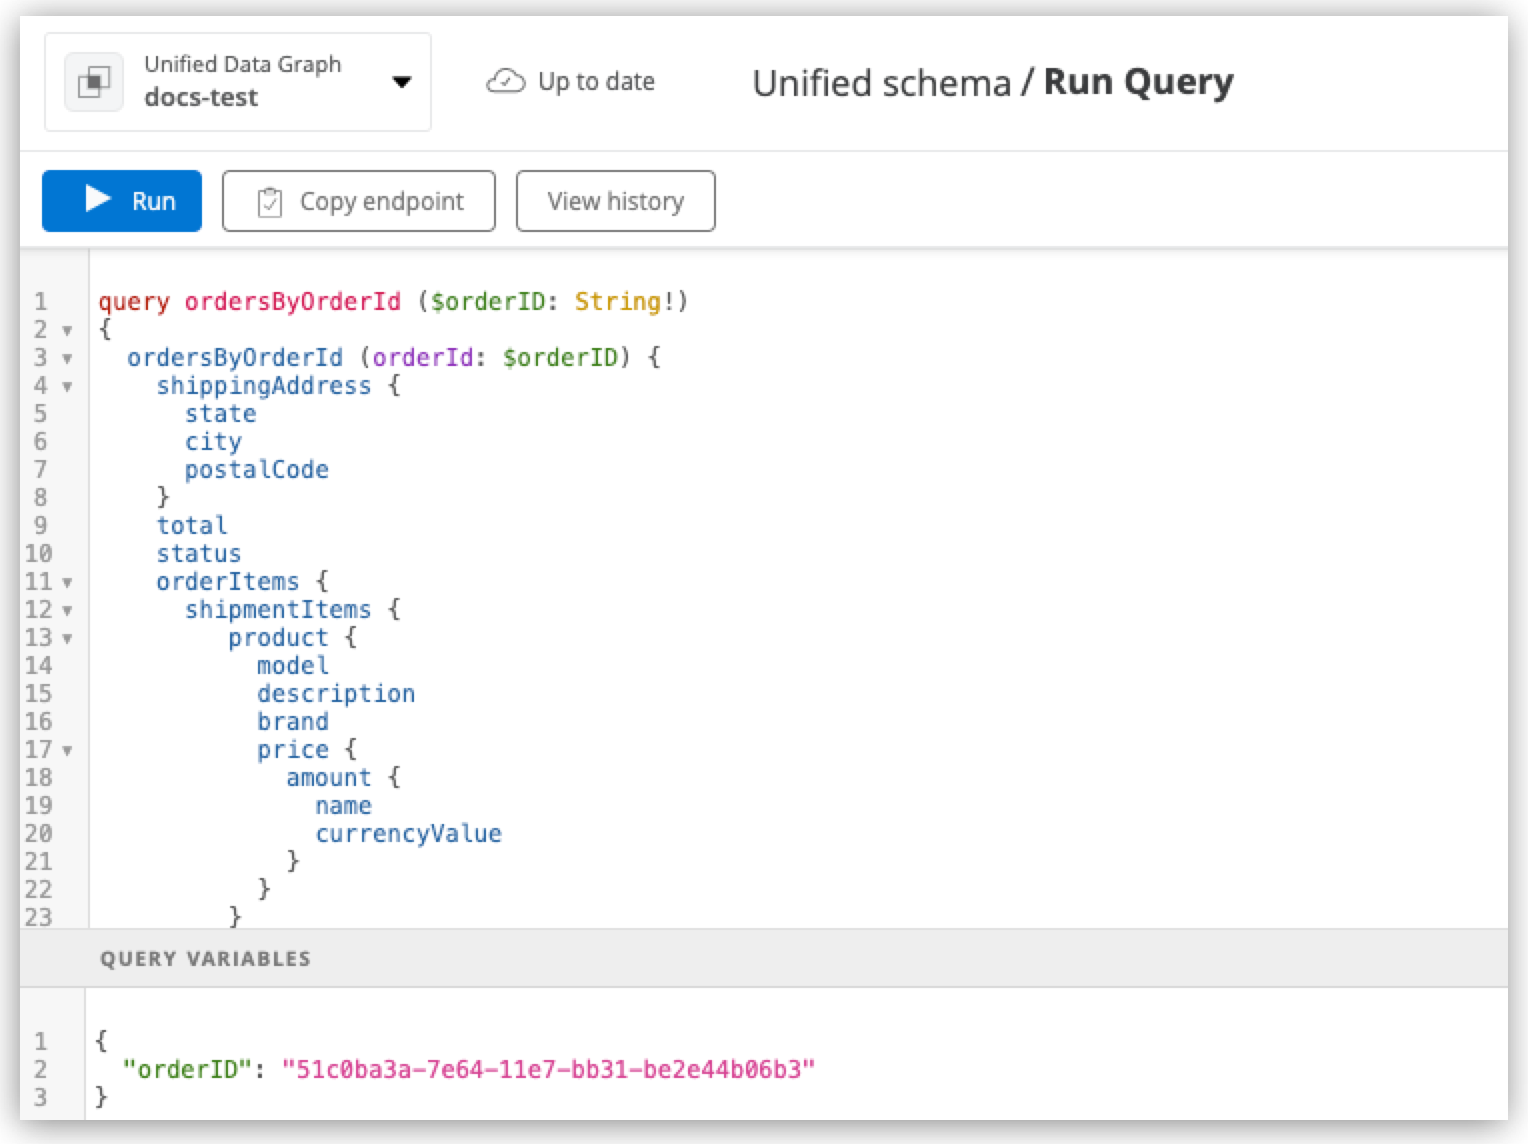 Unified Data Graph
docs-test
Up to date
Unified schema / Run Query
Run
Copy endpoint
View history
1 query ordersByOrderId ($orderID: String!)
2 {
3 ordersByOrderId (orderId: $orderID) {
4 shippingAddress {
5 state
6 city
7 postalCode
8 }
9 total
10 status
11 orderItems {
12 shipmentItems {
13 product {
14 model
15 description
16 brand
17 price {
18 amount {
19 name
20 currencyValue
21 }
22 }
23 }
QUERY VARIABLES
1 {
2 "orderID": "51c0ba3a-7e64-11e7-bb31-be2e44b06b3"
3 }